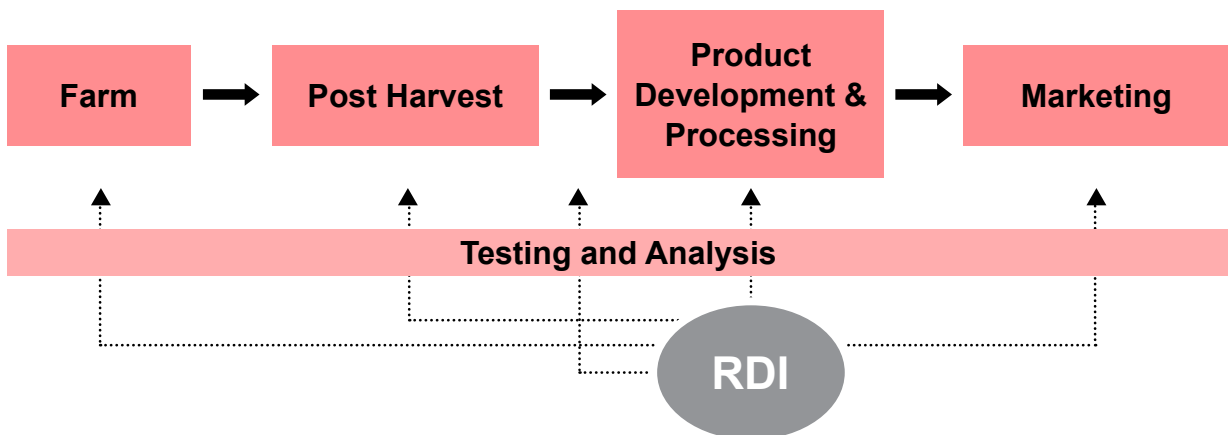 Farm
Post Harvest
Product
Development &
Processing
Marketing
Testing and Analysis
RDI